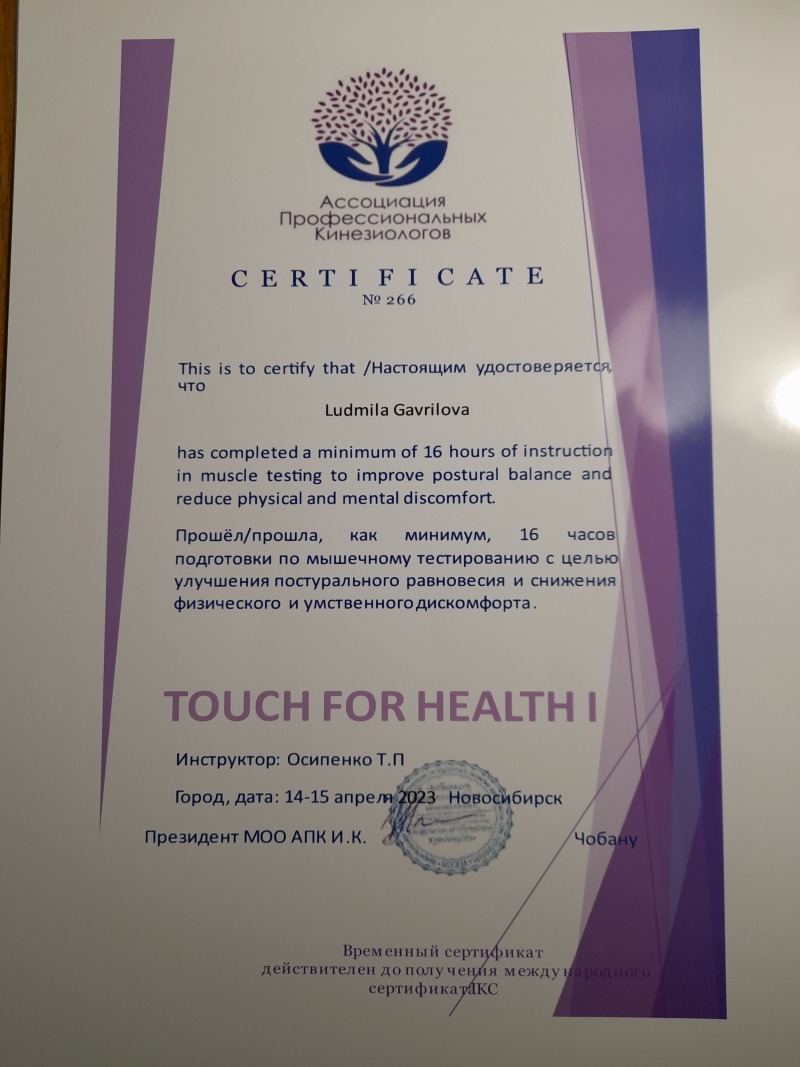 Ассоциация
Профессиональных
Кинезиологов
CERTIFICATE
№ 266
This is to certify that /Настоящим удостоверяется,
что
Ludmila Gavrilova
has completed a minimum of 16 hours of instruction
in muscle testing to improve postural balance and
reduce physical and mental discomfort.
Прошёл/прошла, как минимум, 16 часов
подготовки по мышечному тестированию с целью
улучшения постурального равновесия и снижения
физического и умственного дискомфорта.
TOUCH FOR HEALTH I
Инструктор: Осипенко Т.П
Город, дата: 14-15 апреля 2023 Новосибирск
Президент МОО АПК И.К. Чобану
Временный сертификат
действителен до получения международного
сертификата IKC